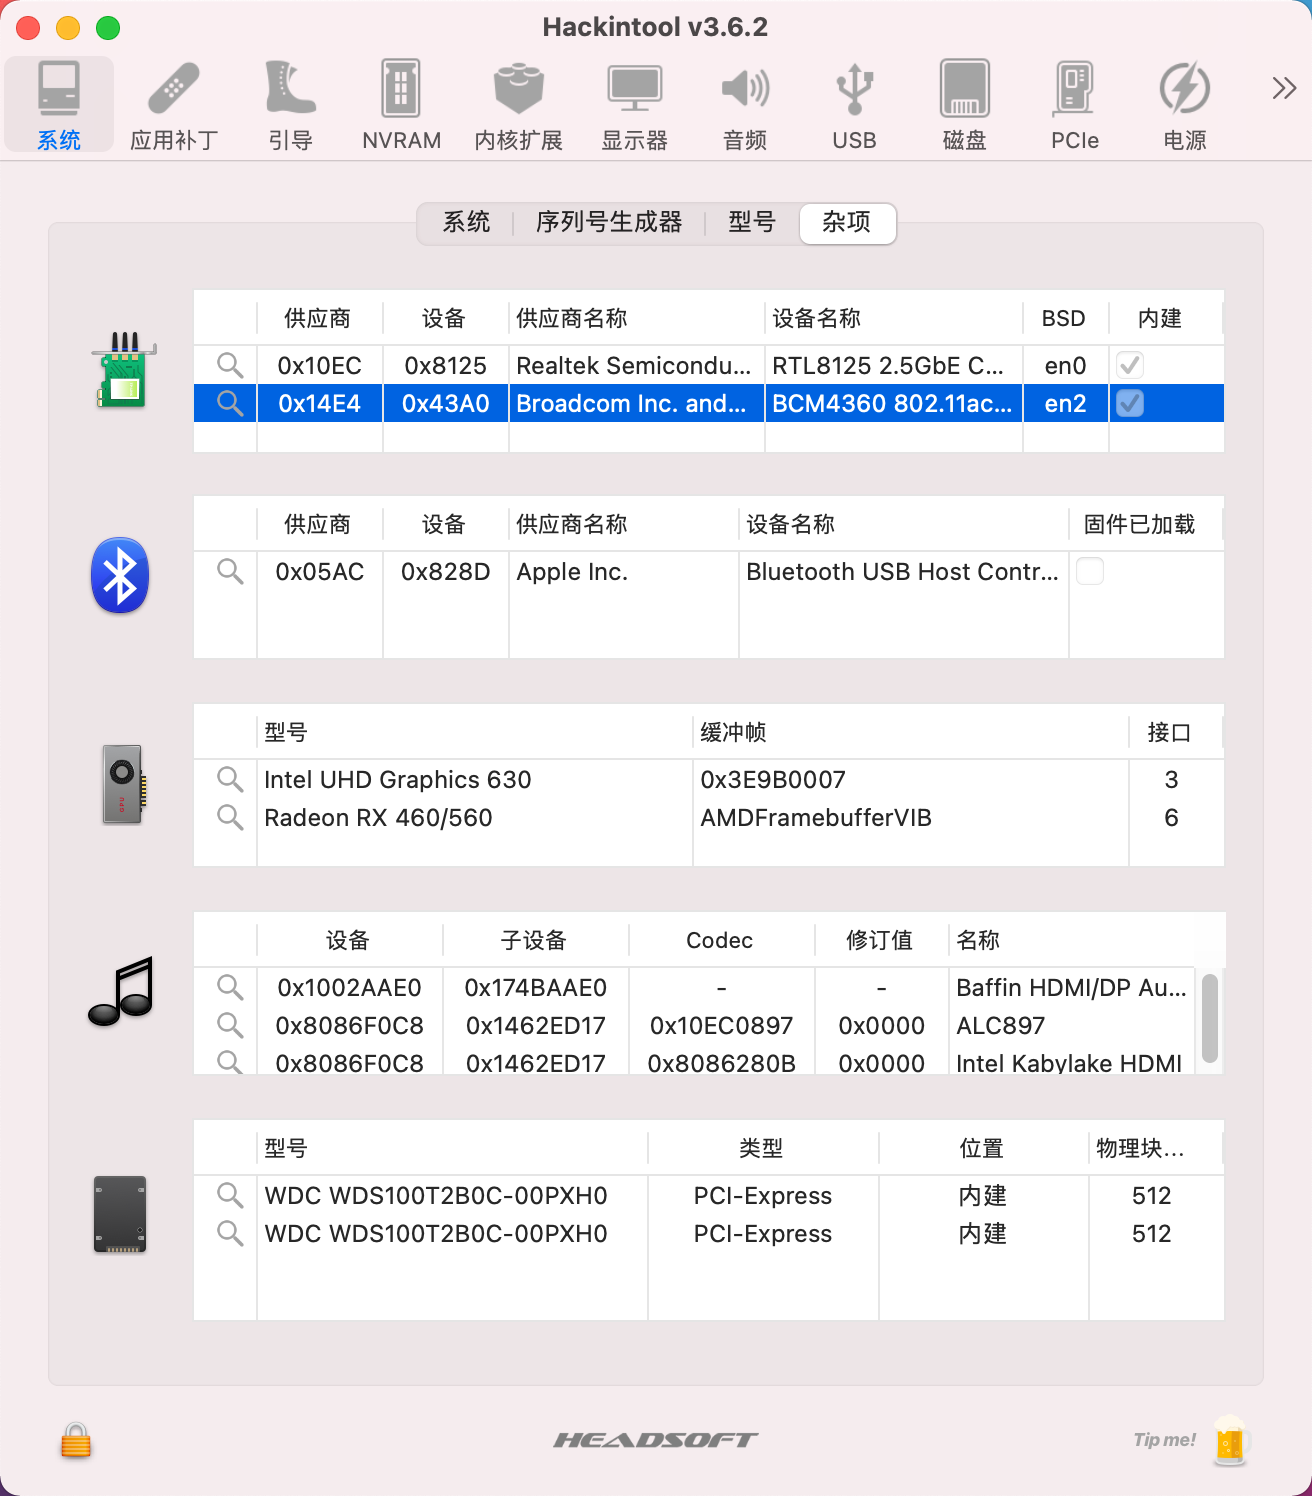 Hackintool v3.6.2
系统 应用补丁 引导 NVRAM 内核扩展 显示器 音频 USB 磁盘 PCIe 电源
系统 序列号生成器 型号 杂项
供应商 设备 供应商名称 设备名称 BSD 内建
0x10EC 0x8125 Realtek Semicondu... RTL8125 2.5GbE C... en0
0x14E4 0x43A0 Broadcom Inc. and... BCM4360 802.11ac... en2
供应商 设备 供应商名称 设备名称 固件已加载
0x05AC 0x828D Apple Inc. Bluetooth USB Host Contr...
型号 缓冲帧 接口
Intel UHD Graphics 630 0x3E9B0007 3
Radeon RX 460/560 AMDFramebufferVIB 6
设备 子设备 Codec 修订值 名称
0x1002AAE0 0x174BAAE0 - - Baffin HDMI/DP Au...
0x8086F0C8 0x1462ED17 0x10EC0897 0x0000 ALC897
0x8086F0C8 0x1462ED17 0x8086280B 0x0000 Intel Kabylake HDMI
型号 类型 位置 物理块...
WDC WDS100T2B0C-00PXH0 PCI-Express 内建 512
WDC WDS100T2B0C-00PXH0 PCI-Express 内建 512
HEADSOFT Tip me!